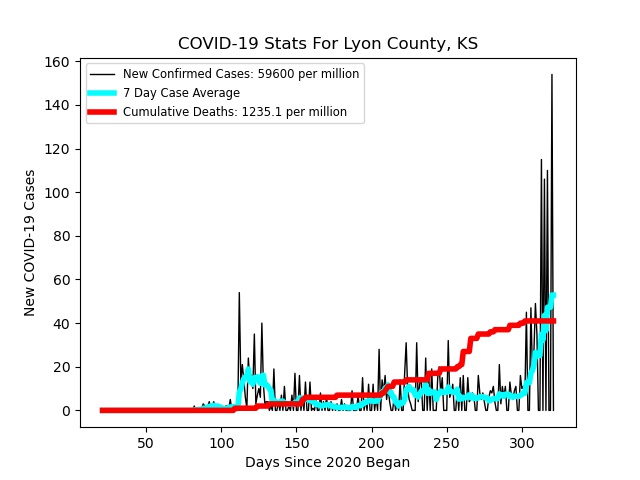 COVID-19 Stats For Lyon County, KS
New Confirmed Cases: 59600 per million
7 Day Case Average
Cumulative Deaths: 1235.1 per million
New COVID-19 Cases
160
140
120
100
80
60
40
20
0
50
100
150
200
250
300
Days Since 2020 Began